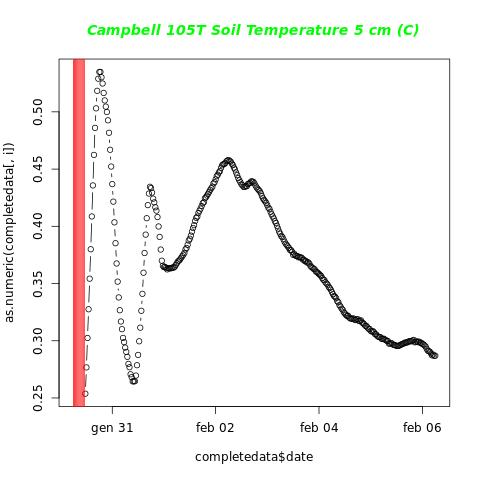 Campbell 105T Soil Temperature 5 cm (C)
as.numeric(completedata[, i])
0.50
0.45
0.40
0.35
0.30
0.25
gen 31 feb 02 feb 04 feb 06
completedata$date